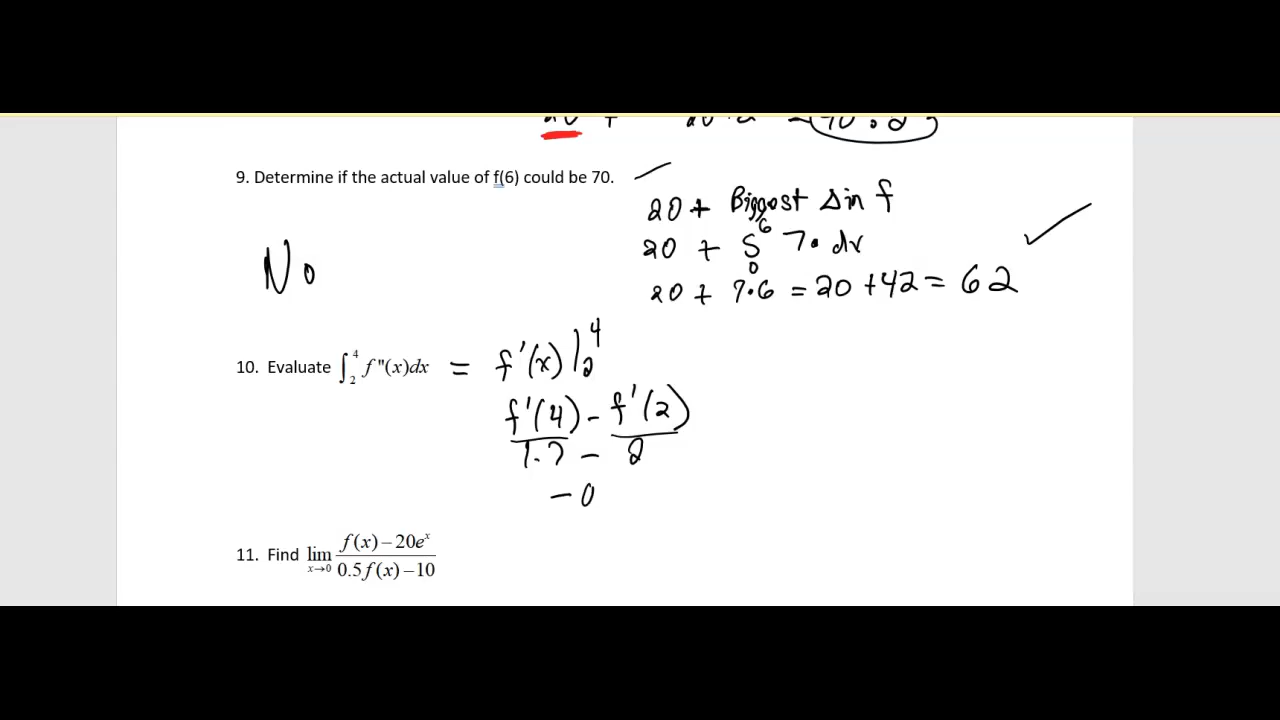 9. Determine if the actual value of f(6) could be 70.
20 + Biggest Δ in f
20 + ∫₀⁶ 7 · dx
No
20 + 7·6 = 20 + 42 = 62
10. Evaluate ∫₂⁴ f "(x)dx = f'(x)|₂⁴
f'(4) - f'(2)
1.7 - 2
-0
11. Find lim x→0 (f(x) − 20eˣ)/(0.5f(x) − 10)